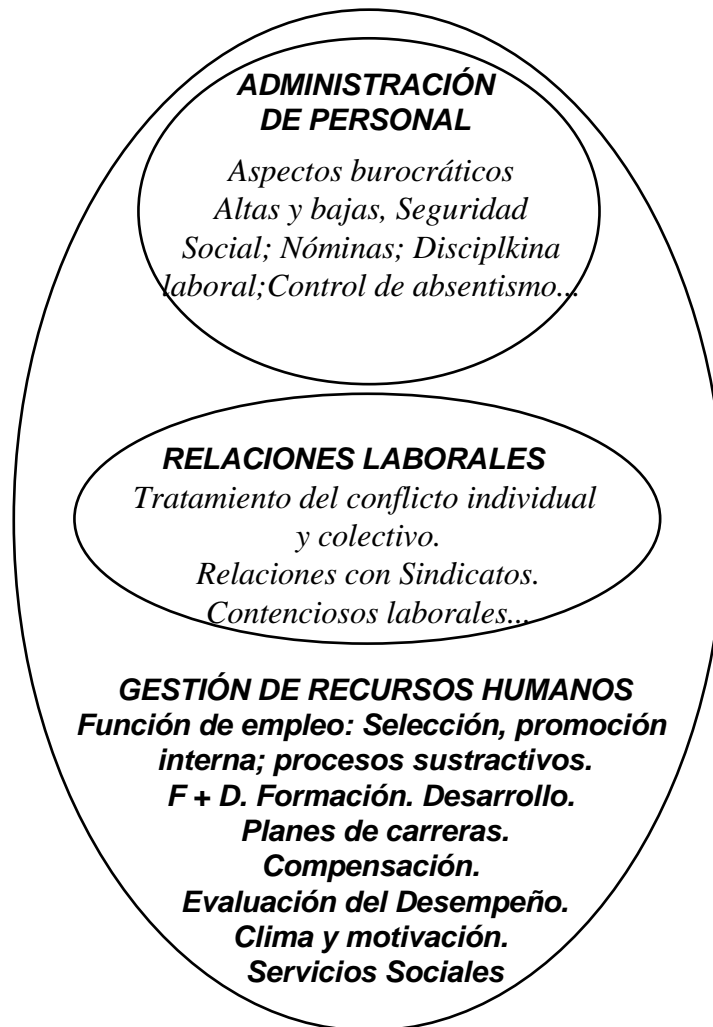 ADMINISTRACIÓN
DE PERSONAL
Aspectos burocráticos
Altas y bajas, Seguridad
Social; Nóminas; Disciplkina
laboral;Control de absentismo...
RELACIONES LABORALES
Tratamiento del conflicto individual
y colectivo.
Relaciones con Sindicatos.
Contenciosos laborales...
GESTIÓN DE RECURSOS HUMANOS
Función de empleo: Selección, promoción
interna; procesos sustractivos.
F + D. Formación. Desarrollo.
Planes de carreras.
Compensación.
Evaluación del Desempeño.
Clima y motivación.
Servicios Sociales